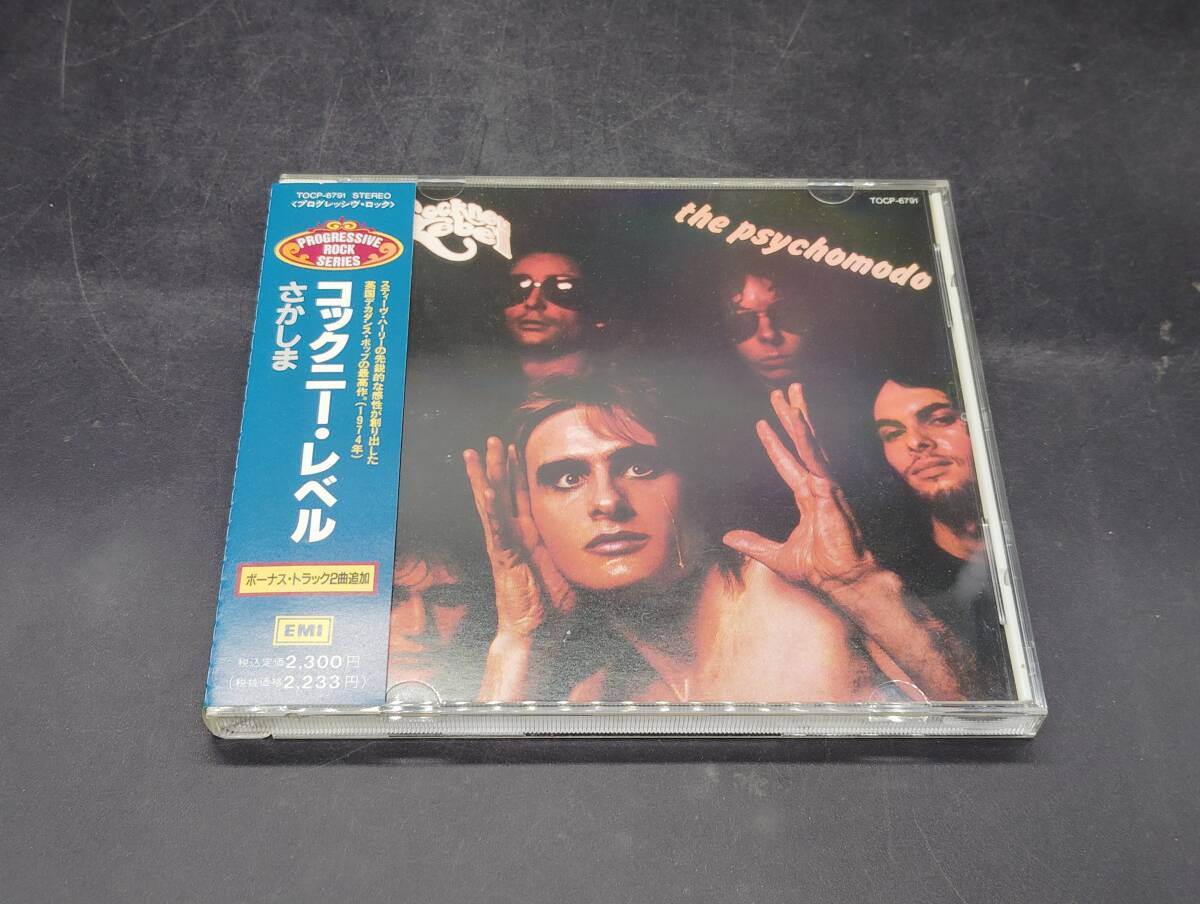 TOCP-6791 STEREO
〈プログレッシヴ・ロック〉
PROGRESSIVE
ROCK
SERIES
コックニー・レベル
さかしま
スティーヴ・ハーリーの先鋭的な感性が創り出した
英国デカダンス・ポップの最高作。(1974年)
ボーナス・トラック2曲追加
EMI
税込定価2,300円
(税抜価格2,233円)
TOCP-6791
the psychomodo